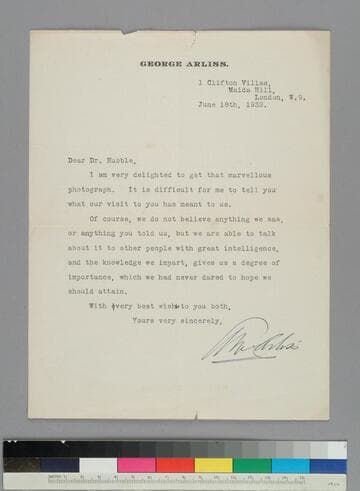 GEORGE ARLISS.
1 Clifton Villas,
Maida Hill,
London, W.9.
June 18th, 1932.
Dear Dr. Hubble,
I am very delighted to get that marvellous
photograph. It is difficult for me to tell you
what our visit to you has meant to us.
Of course, we do not believe anything we saw,
or anything you told us, but we are able to talk
about it to other people with great intelligence,
and the knowledge we impart, gives us a degree of
importance, which we had never dared to hope we
should attain.
With every best wish to you both,
Yours very sincerely,
Geo Arliss